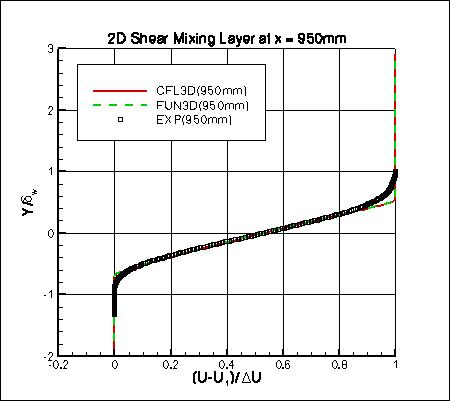 2D Shear Mixing Layer at x = 950mm
CFL3D(950mm)
FUN3D(950mm)
EXP(950mm)
Y/δw
3
2
1
0
-1
-2
-0.2 0 0.2 0.4 0.6 0.8 1
(U-U1)/ΔU